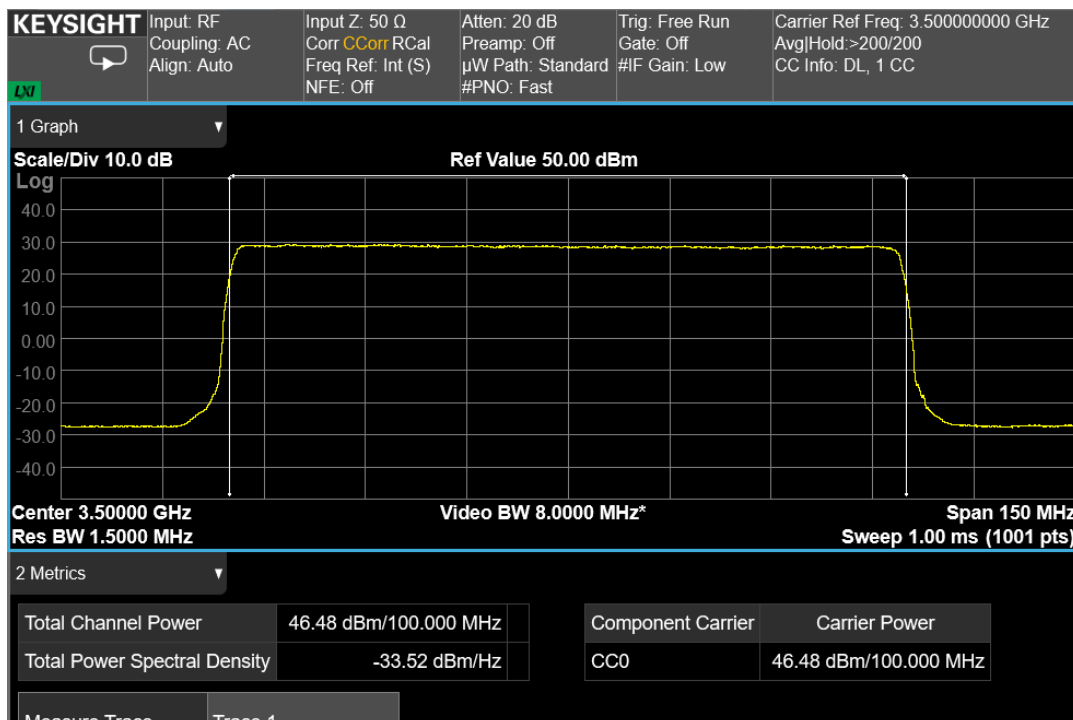 KEYSIGHT
LXI
Input: RF
Coupling: AC
Align: Auto
Input Z: 50 Ω
Corr CCorr RCal
Freq Ref: Int (S)
NFE: Off
Atten: 20 dB
Preamp: Off
µW Path: Standard
#PNO: Fast
Trig: Free Run
Gate: Off
#IF Gain: Low
Carrier Ref Freq: 3.500000000 GHz
Avg|Hold:>200/200
CC Info: DL, 1 CC
1 Graph
Scale/Div 10.0 dB
Ref Value 50.00 dBm
Log
40.0
30.0
20.0
10.0
0.00
-10.0
-20.0
-30.0
-40.0
Center 3.50000 GHz
Video BW 8.0000 MHz*
Span 150 MHz
Res BW 1.5000 MHz
Sweep 1.00 ms (1001 pts)
2 Metrics
Total Channel Power 46.48 dBm/100.000 MHz
Total Power Spectral Density -33.52 dBm/Hz
Component Carrier Carrier Power
CC0 46.48 dBm/100.000 MHz
Measure Trace Trace 1